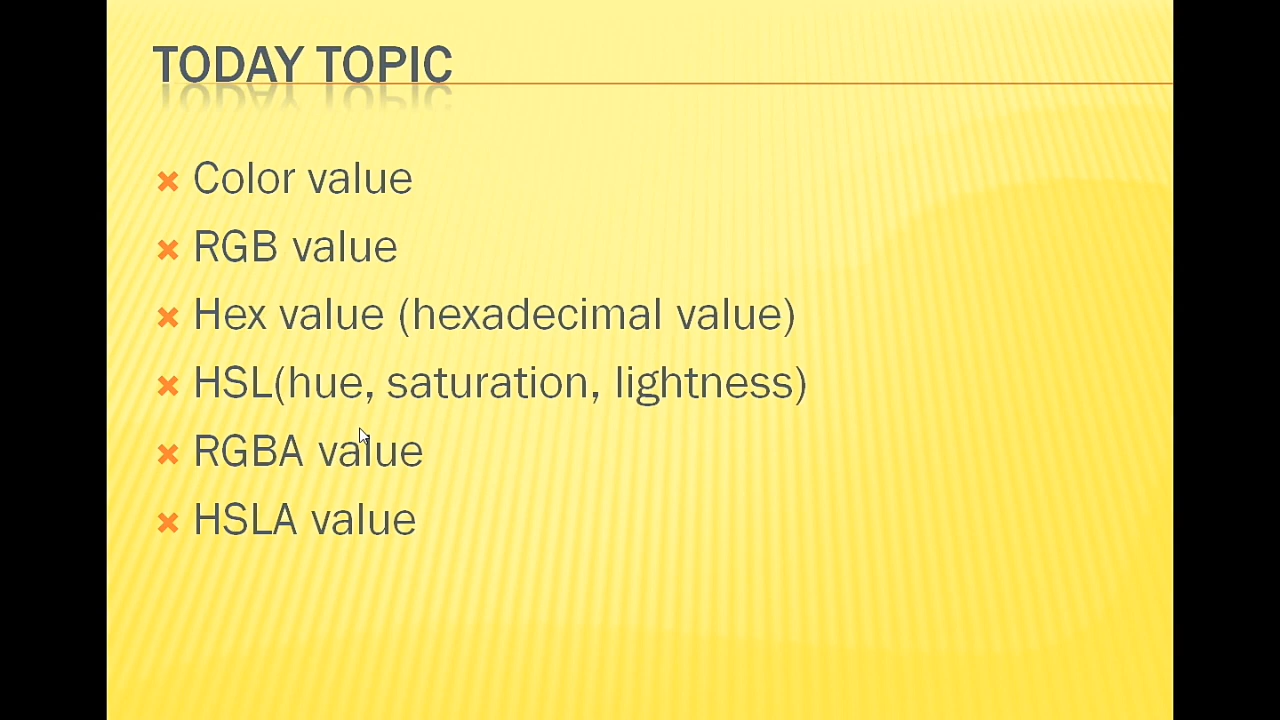 TODAY TOPIC
Color value
RGB value
Hex value (hexadecimal value)
HSL(hue, saturation, lightness)
RGBA value
HSLA value